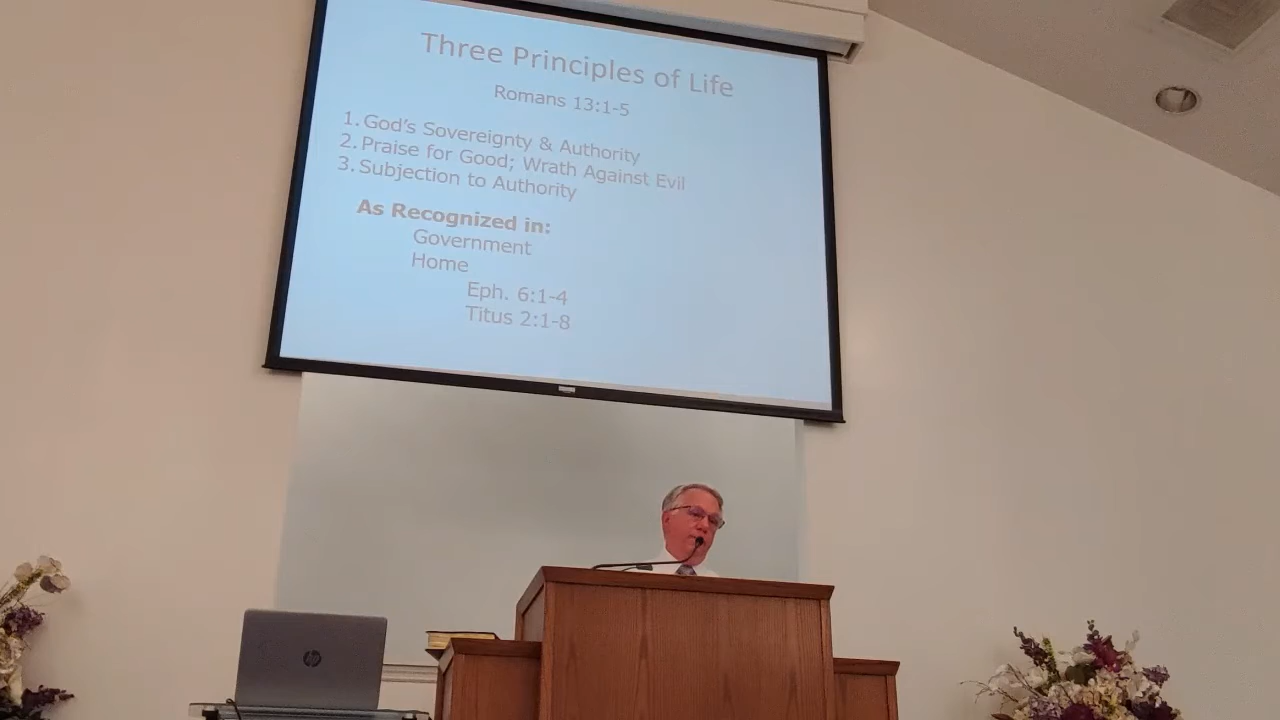 Three Principles of Life
Romans 13:1-5
1. God's Sovereignty & Authority
2. Praise for Good; Wrath Against Evil
3. Subjection to Authority
As Recognized in:
Government
Home
Eph. 6:1-4
Titus 2:1-8
hp